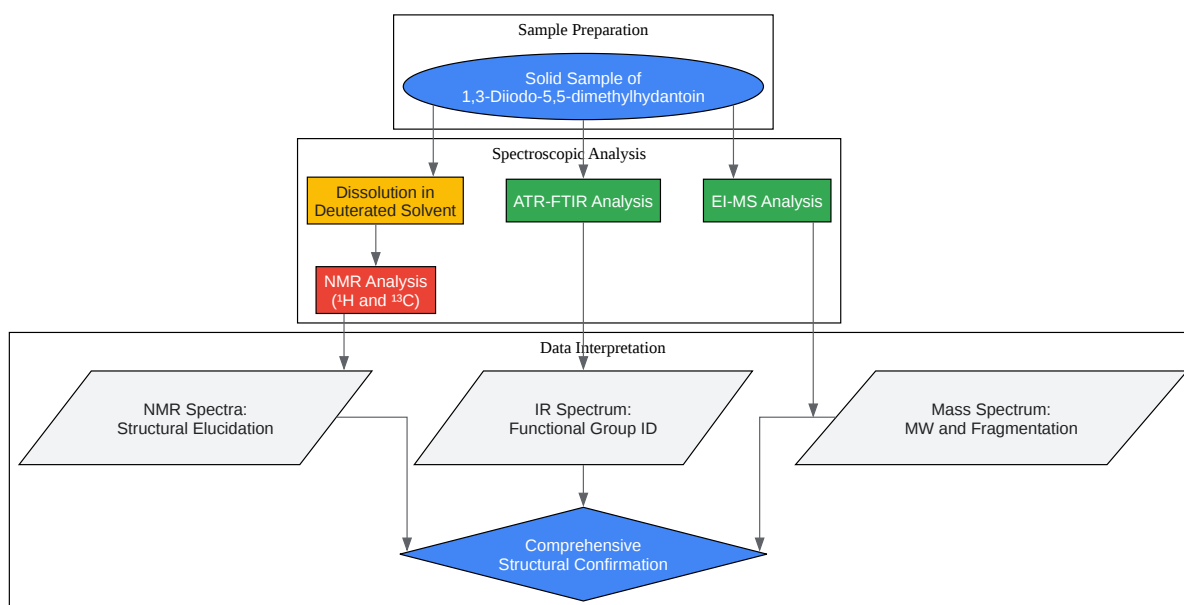 Sample Preparation
Solid Sample of
1,3-Diiodo-5,5-dimethylhydantoin
Spectroscopic Analysis
Dissolution in
Deuterated Solvent
ATR-FTIR Analysis
EI-MS Analysis
NMR Analysis
(¹H and ¹³C)
Data Interpretation
NMR Spectra:
Structural Elucidation
IR Spectrum:
Functional Group ID
Mass Spectrum:
MW and Fragmentation
Comprehensive
Structural Confirmation